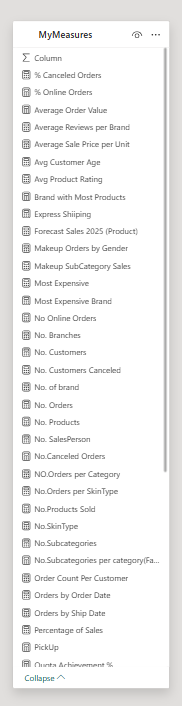 MyMeasures
Column
% Canceled Orders
% Online Orders
Average Order Value
Average Reviews per Brand
Average Sale Price per Unit
Avg Customer Age
Avg Product Rating
Brand with Most Products
Express Shiiping
Forecast Sales 2025 (Product)
Makeup Orders by Gender
Makeup SubCategory Sales
Most Expensive
Most Expensive Brand
No Online Orders
No. Branches
No. Customers
No. Customers Canceled
No. of brand
No. Orders
No. Products
No. SalesPerson
No.Canceled Orders
NO.Orders per Category
No.Orders per SkinType
No.Products Sold
No.SkinType
No.Subcategories
No.Subcategories per category(Fa...
Order Count Per Customer
Orders by Order Date
Orders by Ship Date
Percentage of Sales
PickUp
Quota Achievement %
Collapse